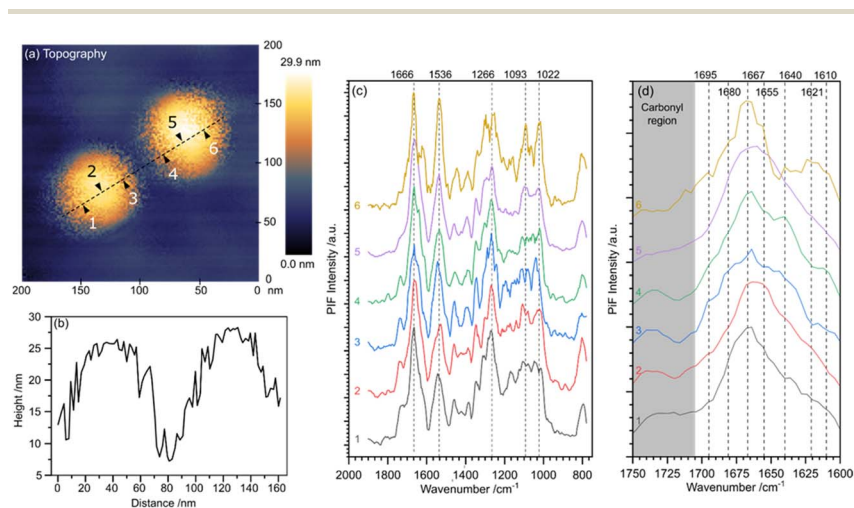 (a) Topography
200
29.9 nm
150
100
50
0.0 nm
0
5
2
6
4
3
1
200 150 100 50 0 nm
(b)
30
25
20
15
10
5
Height /nm
0 20 40 60 80 100 120 140 160
Distance /nm
1666 1536 1266 1093 1022
(c)
6
5
4
3
2
1
PIF Intensity /a.u.
2000 1800 1600 1400 1200 1000 800
Wavenumber /cm-1
1695 1667 1640 1610
1680 1655 1621
(d)
Carbonyl
region
6
5
4
3
2
1
PiF Intensity /a.u.
1750 1725 1700 1675 1650 1625 1600
Wavenumber /cm-1